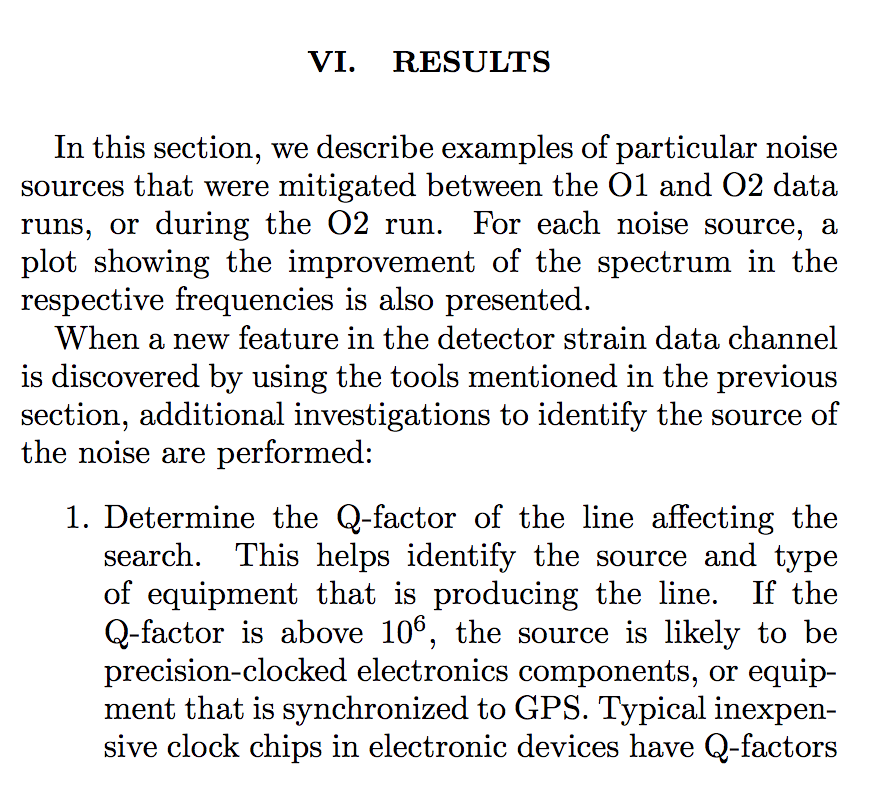 VI. RESULTS
In this section, we describe examples of particular noise
sources that were mitigated between the O1 and O2 data
runs, or during the O2 run. For each noise source, a
plot showing the improvement of the spectrum in the
respective frequencies is also presented.
When a new feature in the detector strain data channel
is discovered by using the tools mentioned in the previous
section, additional investigations to identify the source of
the noise are performed:
1. Determine the Q-factor of the line affecting the
search. This helps identify the source and type
of equipment that is producing the line. If the
Q-factor is above 10⁶, the source is likely to be
precision-clocked electronics components, or equip-
ment that is synchronized to GPS. Typical inexpen-
sive clock chips in electronic devices have Q-factors